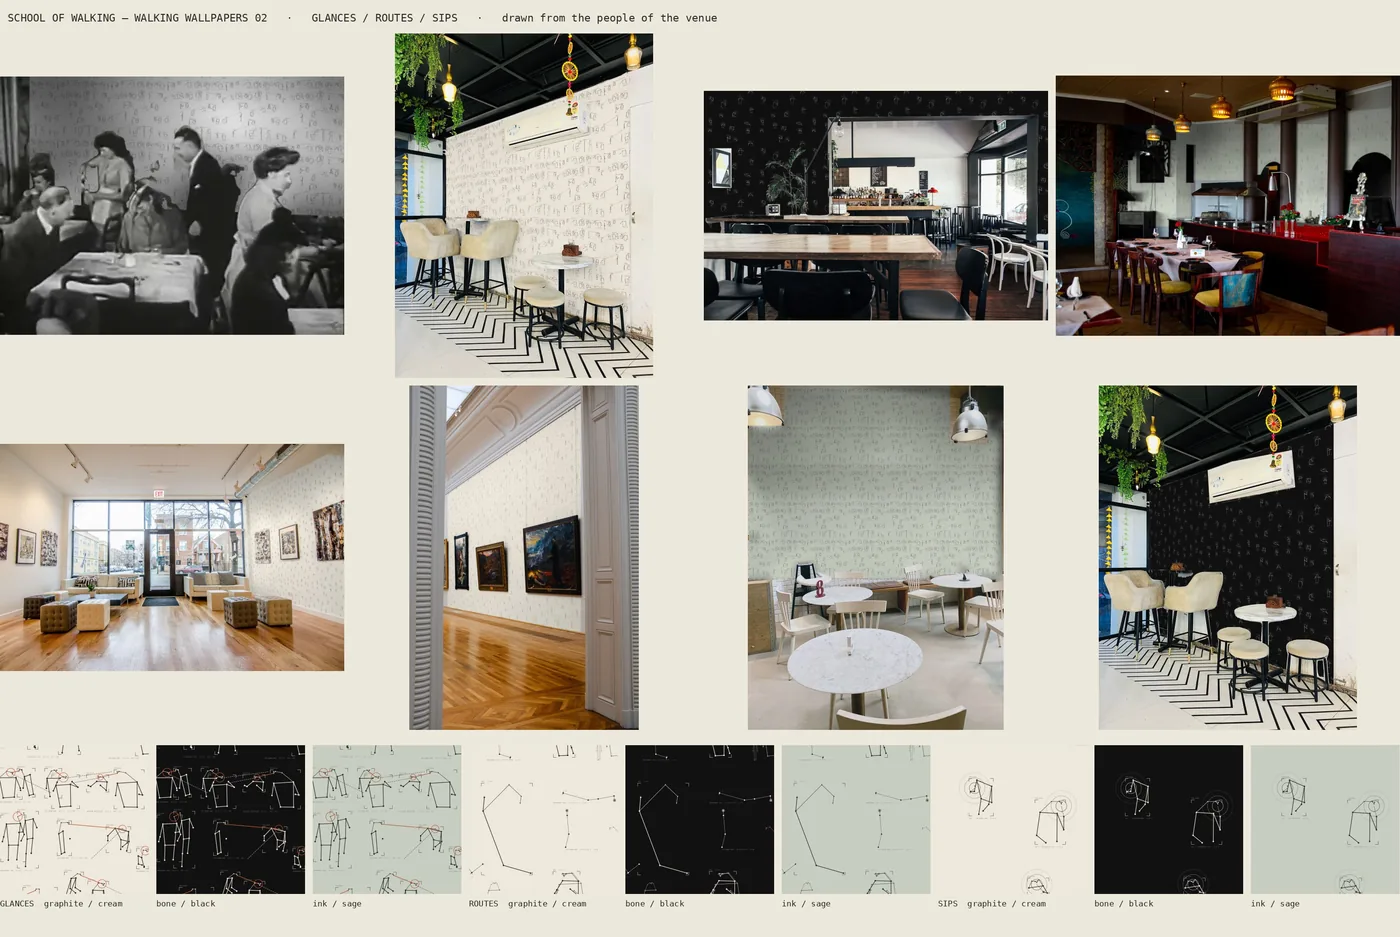 SCHOOL OF WALKING — WALKING WALLPAPERS 02 · GLANCES / ROUTES / SIPS · drawn from the people of the venue
EXIT
GLANCES graphite / cream
bone / black
ink / sage
ROUTES graphite / cream
bone / black
ink / sage
SIPS graphite / cream
bone / black
ink / sage